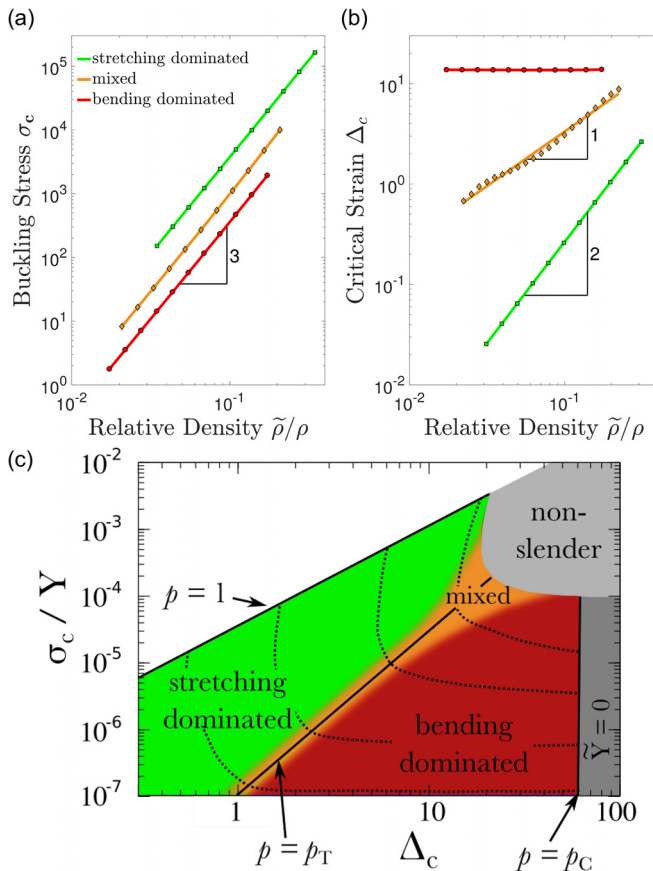 (a)
(b)
stretching dominated
mixed
bending dominated
Buckling Stress σc
10^5
10^4
10^3
10^2
10^1
10^0
3
10^-2
10^-1
Relative Density ρ̃/ρ
Critical Strain Δc
10^2
10^1
10^0
10^-1
10^-2
1
2
10^-2
10^-1
Relative Density ρ̃/ρ
(c)
σc / Y
10^-2
10^-3
10^-4
10^-5
10^-6
10^-7
non-
slender
p = 1
mixed
stretching
dominated
bending
dominated
Ỹ = 0
1
10
100
p = pT
Δc
p = pC